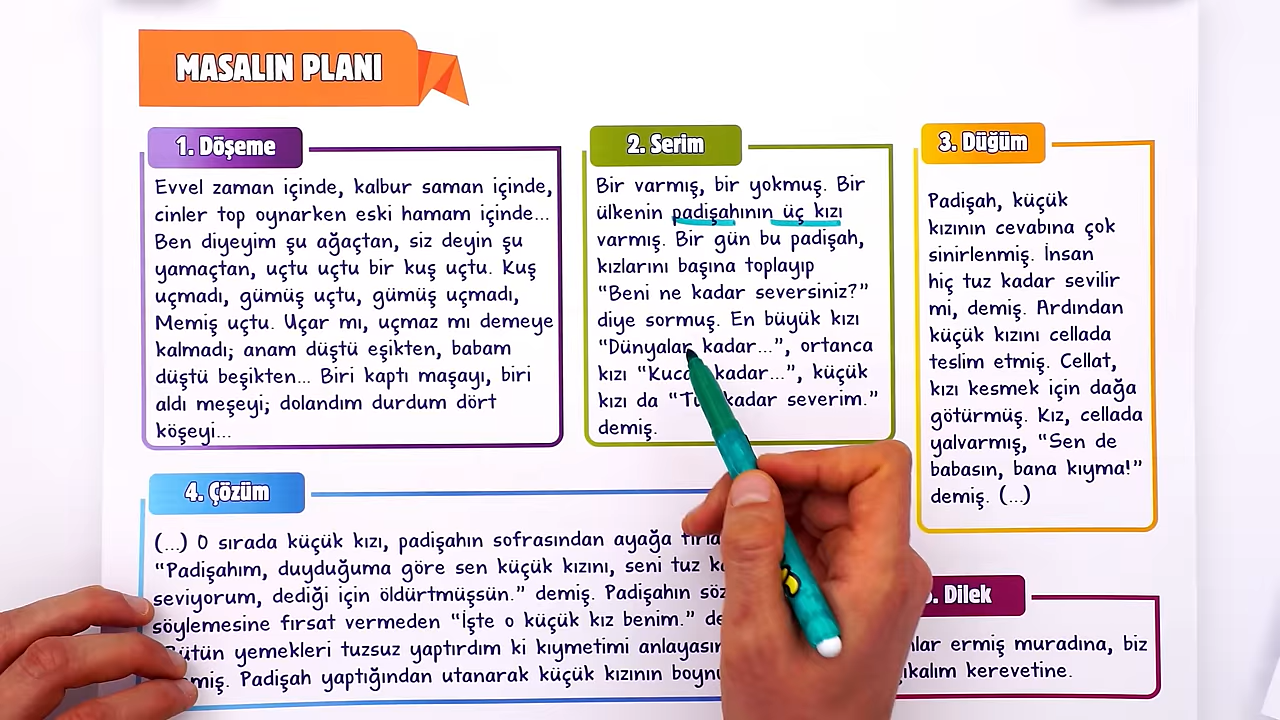 MASALIN PLANI
1. Döşeme
Evvel zaman içinde, kalbur saman içinde,
cinler top oynarken eski hamam içinde...
Ben diyeyim şu ağaçtan, siz deyin şu
yamaçtan, uçtu uçtu bir kuş uçtu. Kuş
uçmadı, gümüş uçtu, gümüş uçmadı,
Memiş uçtu. Uçar mı, uçmaz mı demeye
kalmadı; anam düştü eşikten, babam
düştü beşikten... Biri kaptı maşayı, biri
aldı meşeyi; dolandım durdum dört
köşeyi...
2. Serim
Bir varmış, bir yokmuş. Bir
ülkenin padişahının üç kızı
varmış. Bir gün bu padişah,
kızlarını başına toplayıp
“Beni ne kadar seversiniz?”
diye sormuş. En büyük kızı
“Dünyalar kadar...”, ortanca
kızı kadar...”, küçük
kızı da kadar severim.”
demiş.
3. Düğüm
Padişah, küçük
kızının cevabına çok
sinirlenmiş. İnsan
hiç tuz kadar sevilir
mi, demiş. Ardından
küçük kızını cellada
teslim etmiş. Cellat,
kızı kesmek için dağa
götürmüş. Kız, cellada
yalvarmış, “Sen de
babasın, bana kıyma!”
demiş. (...)
4. Çözüm
(...) O sırada küçük kızı, padişahın sofrasından ayağa
“Padişahım, duyduğuma göre sen küçük kızını, seni tuz
seviyorum, dediği için öldürtmüşsün.” demiş. Padişahın
söylemesine fırsat vermeden “İşte o küçük kız benim.”
yemekleri tuzsuz yaptırdım ki kıymetimi
Padişah yaptığından utanarak küçük kızının
Dilek
ermiş muradına, biz
kerevetine.